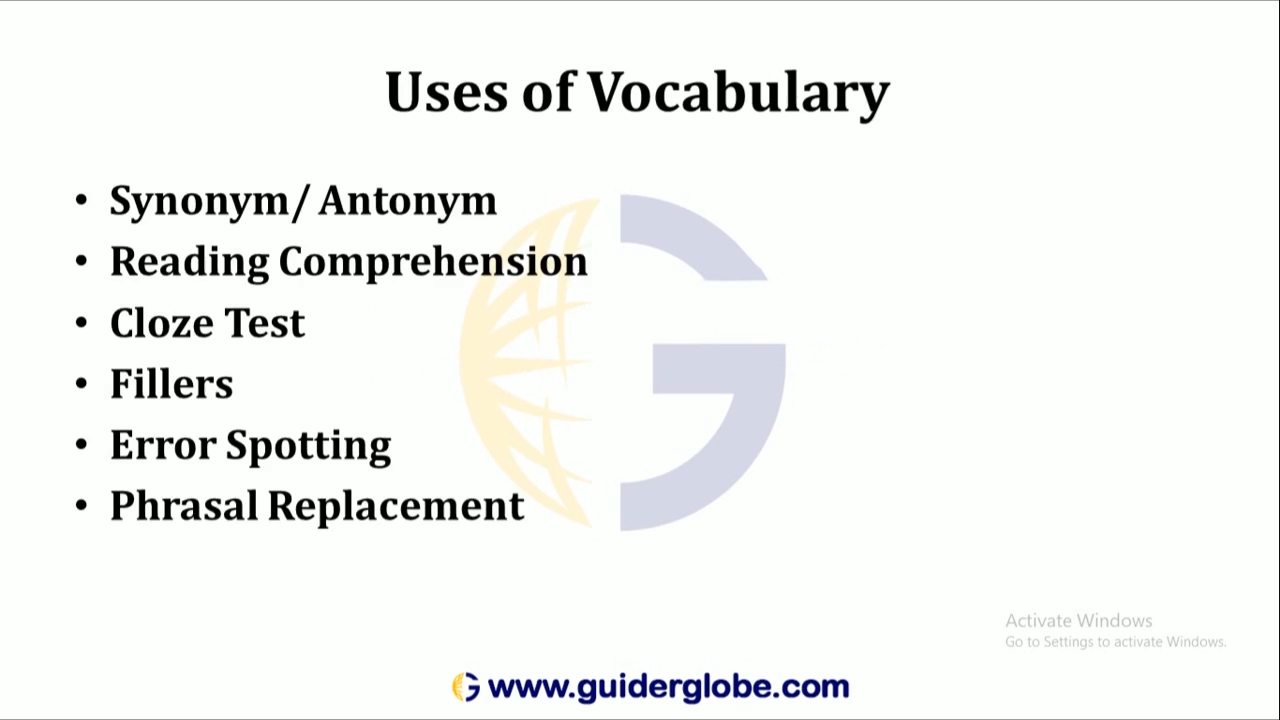 Uses of Vocabulary
• Synonym/ Antonym
• Reading Comprehension
• Cloze Test
• Fillers
• Error Spotting
• Phrasal Replacement
Activate Windows
Go to Settings to activate Windows.
www.guiderglobe.com